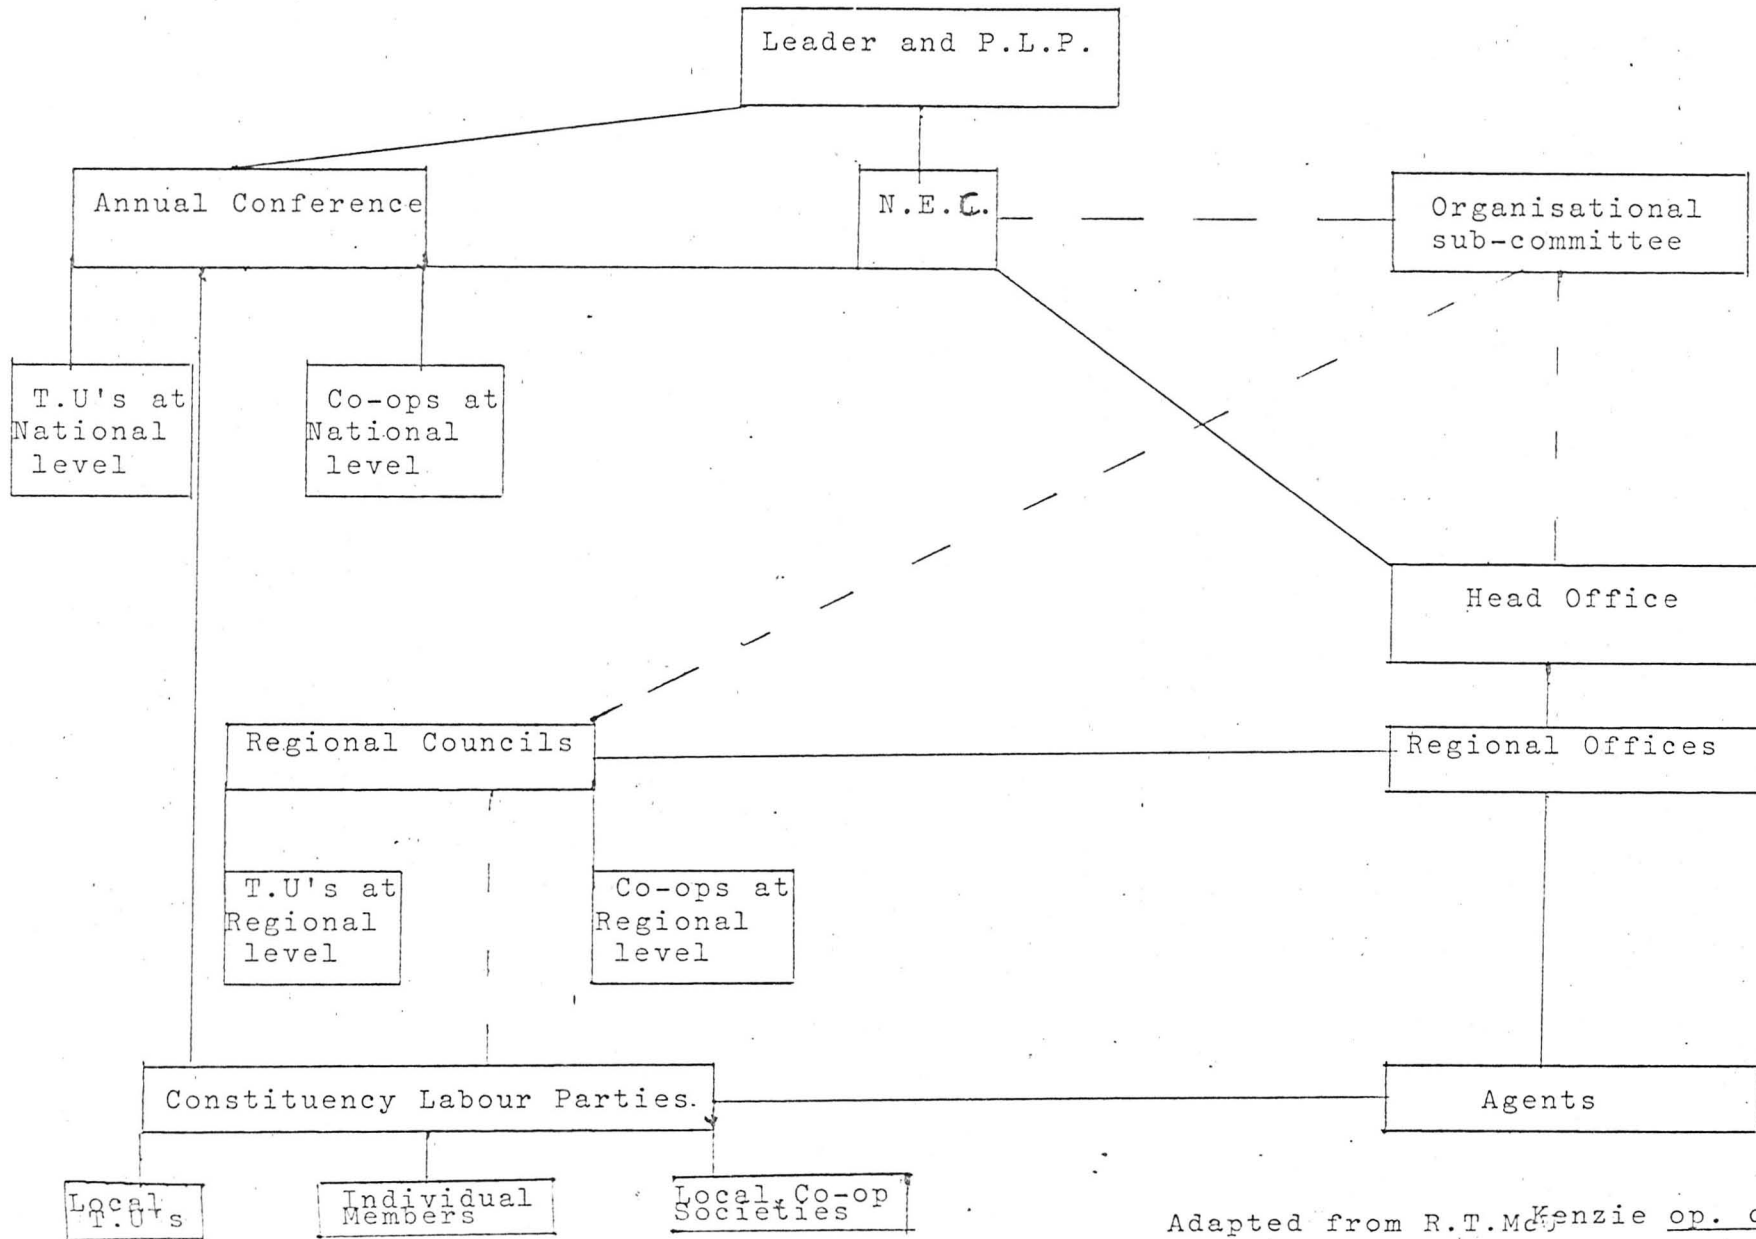 Leader and P.L.P.
Annual Conference
N.E.C.
Organisational
sub-committee
T.U's at
National
level
Co-ops at
National
level
Head Office
Regional Councils
Regional Offices
T.U's at
Regional
level
Co-ops at
Regional
level
Constituency Labour Parties.
Agents
Local
T.U's
Individual
Members
Local Co-op
Societies
Adapted from R.T.McKenzie op.